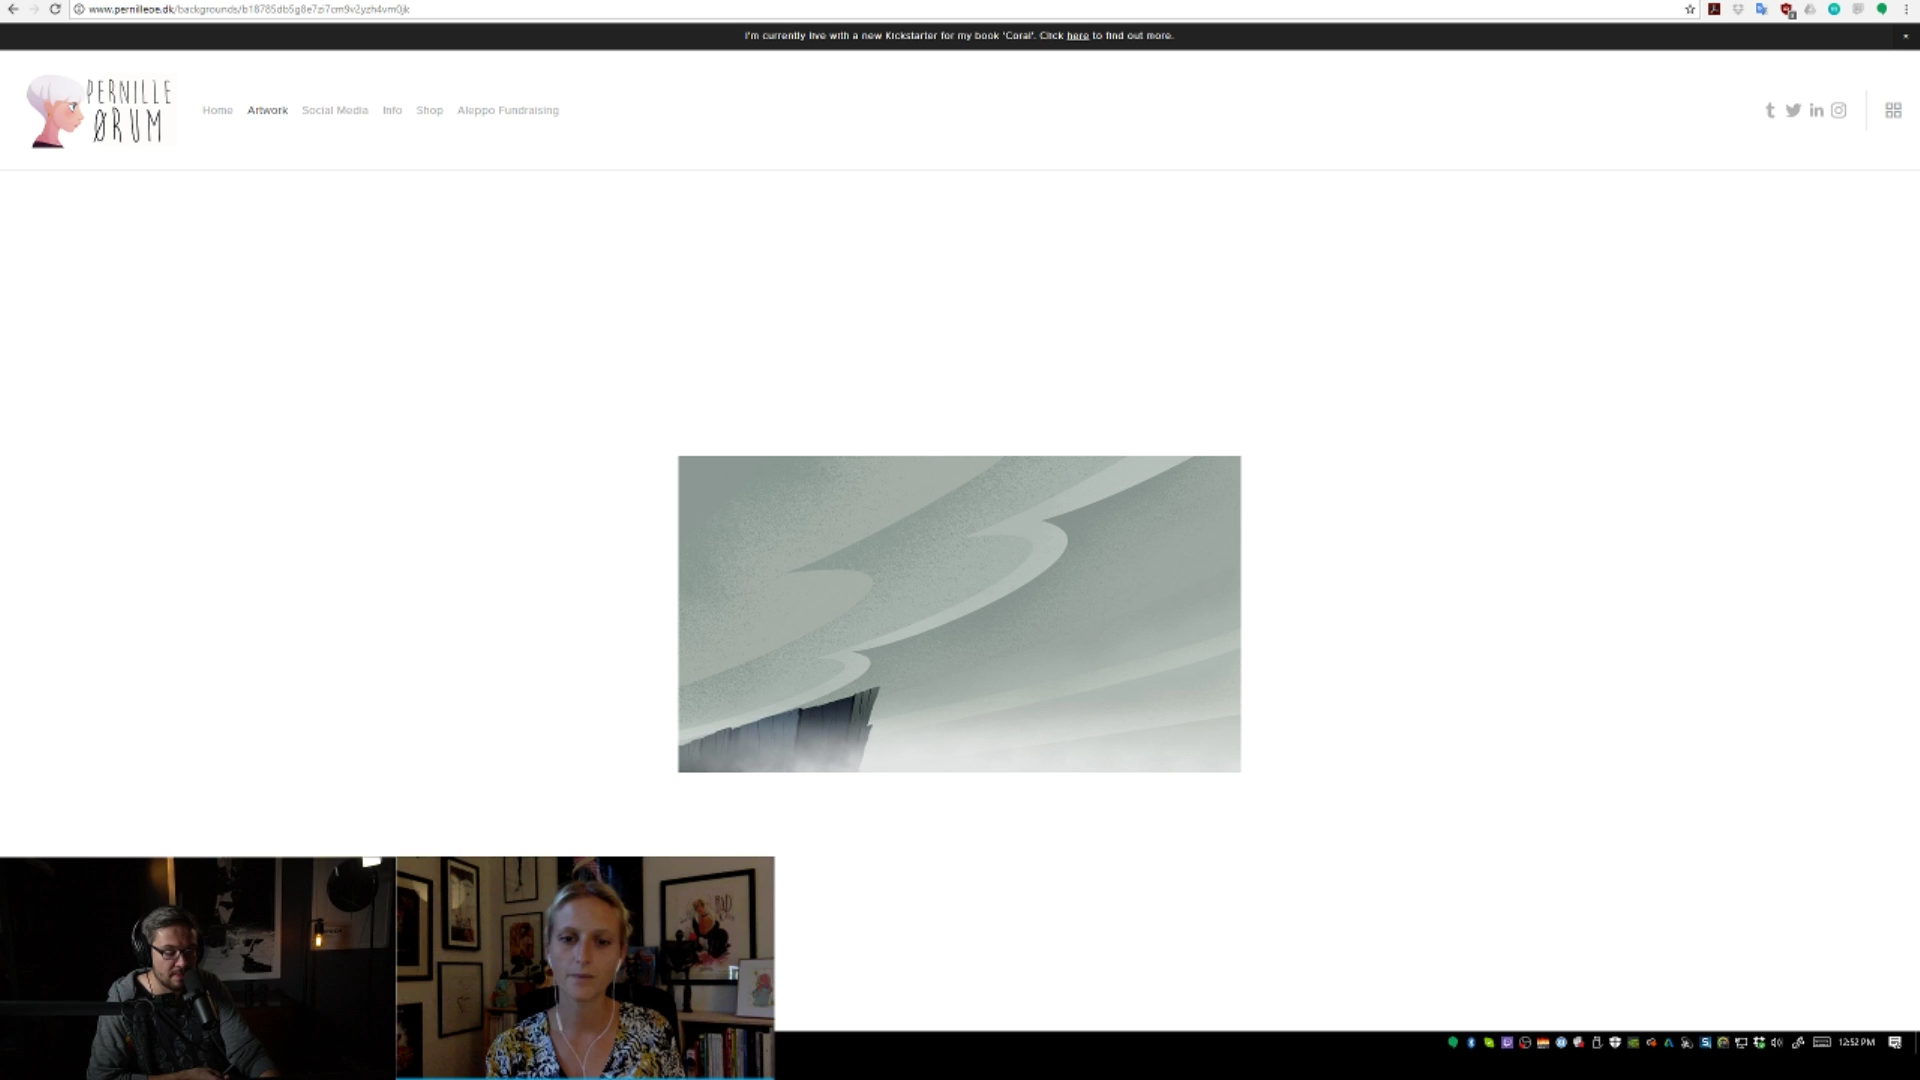 www.pernilleoe.dk/backgrounds/b18785db5g8e7zi7cm9v2yzh4vm0jk
I'm currently live with a new Kickstarter for my book 'Coral'. Click here to find out more.
PERNILLE
ØRUM
Home Artwork Social Media Info Shop Aleppo Fundraising
12:52 PM